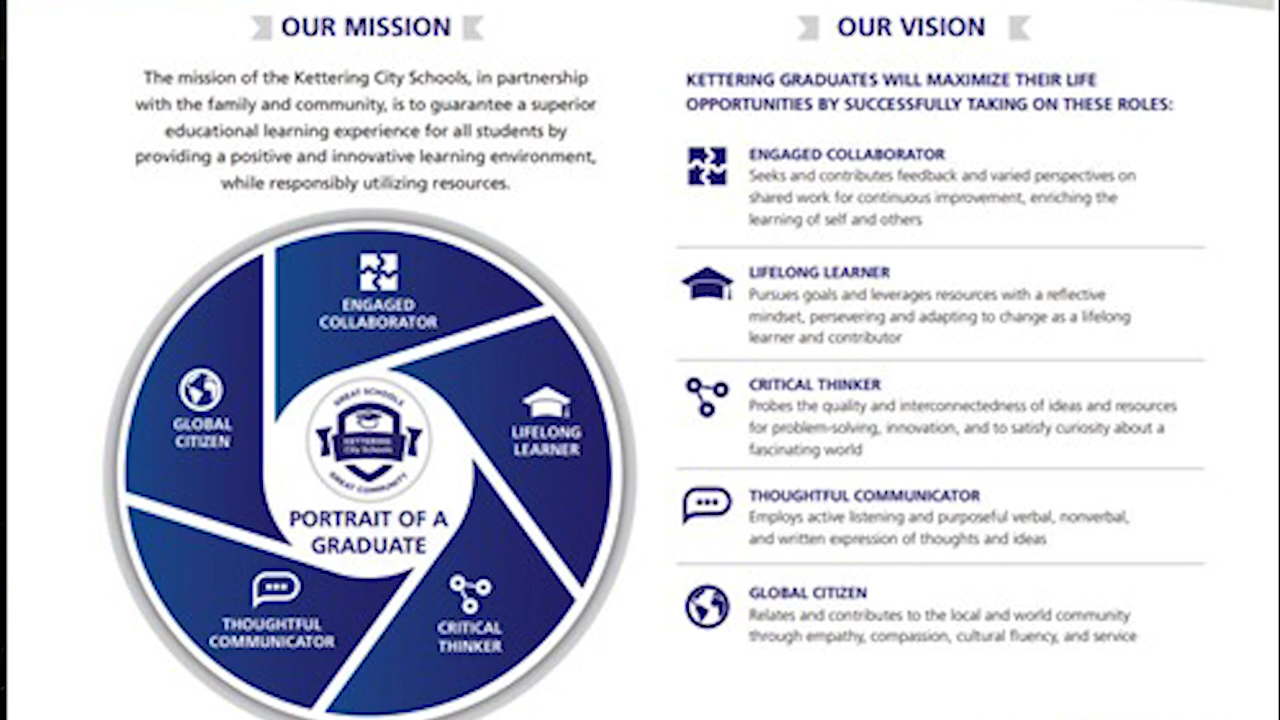 OUR MISSION
The mission of the Kettering City Schools, in partnership
with the family and community, is to guarantee a superior
educational learning experience for all students by
providing a positive and innovative learning environment,
while responsibly utilizing resources.
ENGAGED
COLLABORATOR
GLOBAL
CITIZEN
LIFELONG
LEARNER
GREAT SCHOOLS
KETTERING
City Schools
GREAT COMMUNITY
PORTRAIT OF A
GRADUATE
THOUGHTFUL
COMMUNICATOR
CRITICAL
THINKER
OUR VISION
KETTERING GRADUATES WILL MAXIMIZE THEIR LIFE
OPPORTUNITIES BY SUCCESSFULLY TAKING ON THESE ROLES:
ENGAGED COLLABORATOR
Seeks and contributes feedback and varied perspectives on
shared work for continuous improvement, enriching the
learning of self and others
LIFELONG LEARNER
Pursues goals and leverages resources with a reflective
mindset, persevering and adapting to change as a lifelong
learner and contributor
CRITICAL THINKER
Probes the quality and interconnectedness of ideas and resources
for problem-solving, innovation, and to satisfy curiosity about a
fascinating world
THOUGHTFUL COMMUNICATOR
Employs active listening and purposeful verbal, nonverbal,
and written expression of thoughts and ideas
GLOBAL CITIZEN
Relates and contributes to the local and world community
through empathy, compassion, cultural fluency, and service